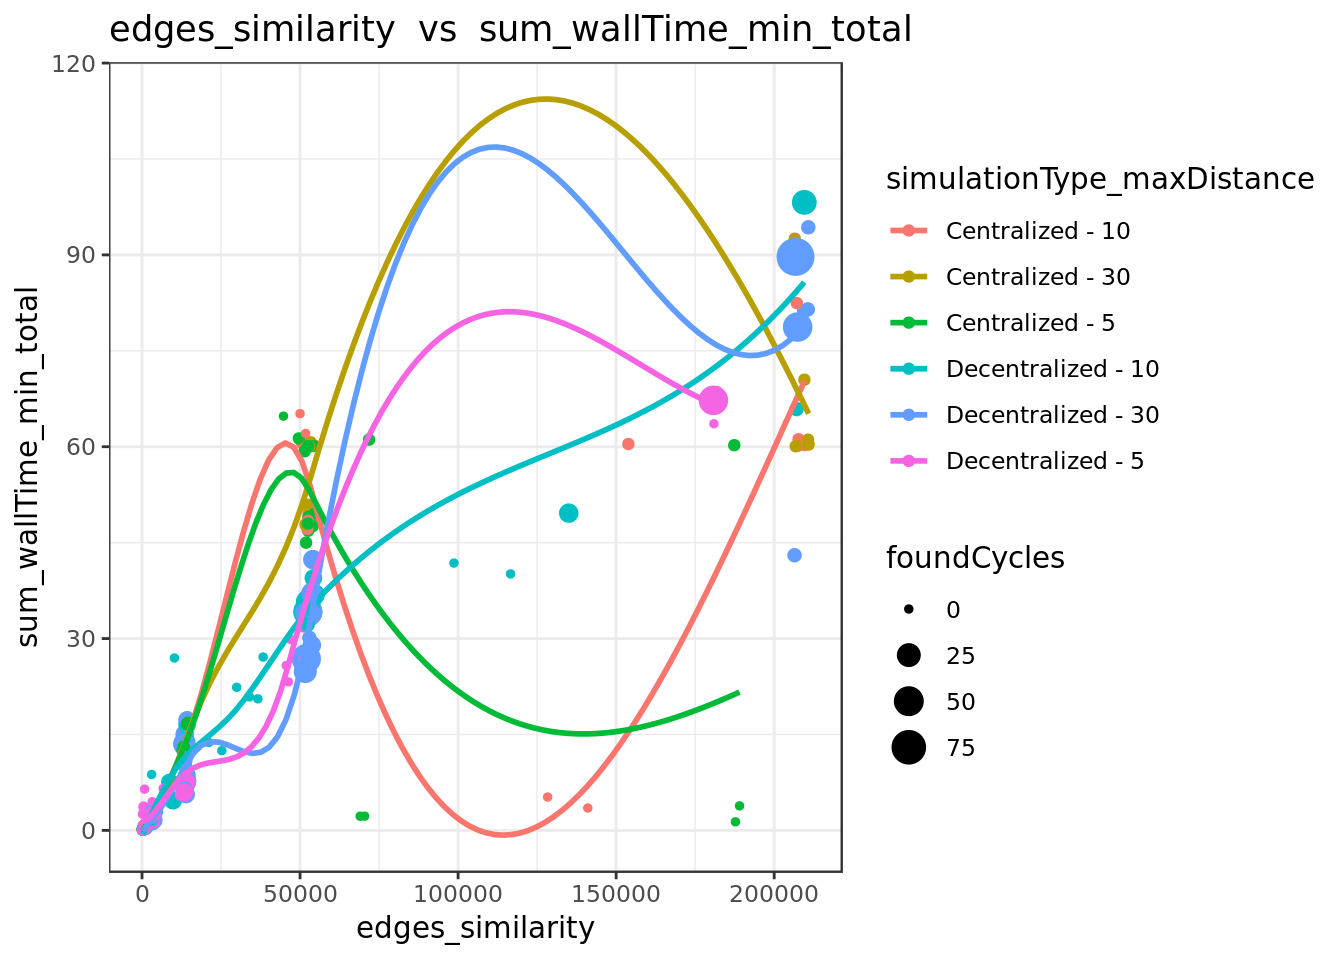 edges_similarity vs sum_wallTime_min_total
120
90
60
30
0
sum_wallTime_min_total
0
50000
100000
150000
200000
edges_similarity
simulationType_maxDistance
Centralized - 10
Centralized - 30
Centralized - 5
Decentralized - 10
Decentralized - 30
Decentralized - 5
foundCycles
0
25
50
75